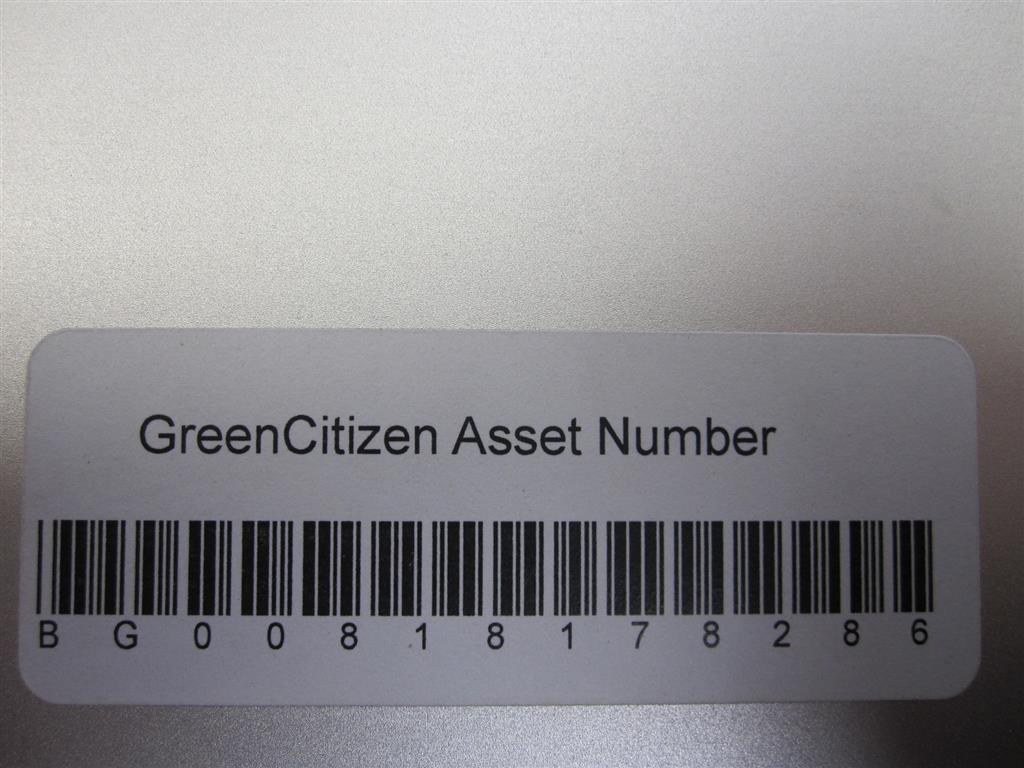 GreenCitizen Asset Number
B G 0 0 8 1 8 1 7 8 2 8 6